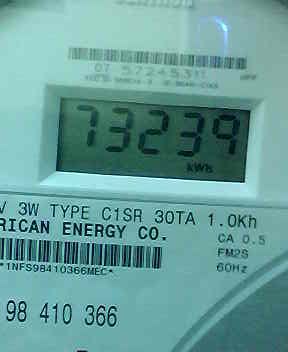 07 57245311
73239
kWh
V 3W TYPE C1SR 30TA 1.0Kh
RICAN ENERGY CO.
CA 0.5
FM2S
*1NFS98410366MEC*
60Hz
98 410 366